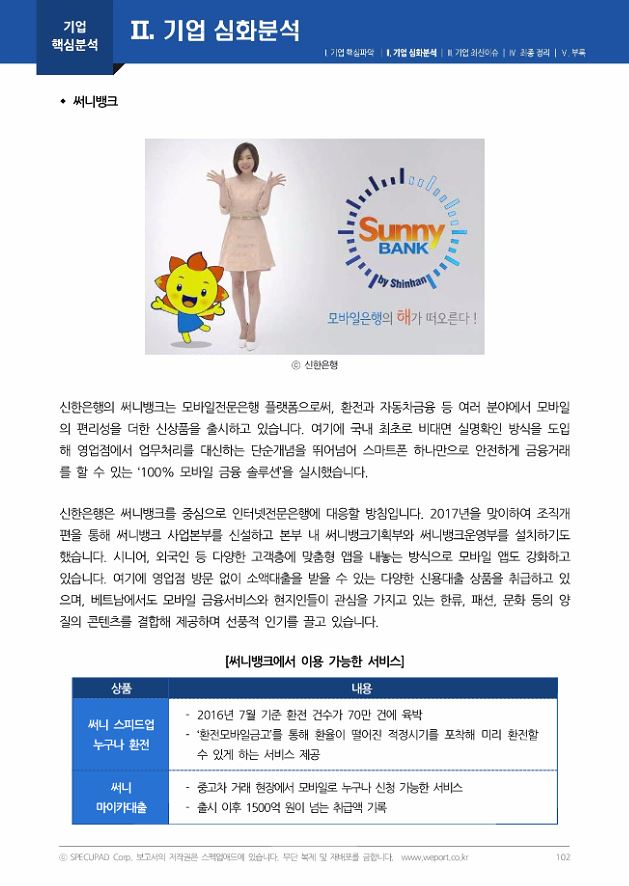 기업
핵심분석
Ⅱ. 기업 심화분석
Ⅰ. 기업 핵심파악 | Ⅱ. 기업 심화분석 | Ⅲ. 기업 최신이슈 | Ⅳ. 최종 정리 | Ⅴ. 부록
◆ 써니뱅크
Sunny
BANK
by Shinhan
모바일은행의 해가 떠오른다 !
ⓒ 신한은행
신한은행의 써니뱅크는 모바일전문은행 플랫폼으로써, 환전과 자동차금융 등 여러 분야에서 모바일
의 편리성을 더한 신상품을 출시하고 있습니다. 여기에 국내 최초로 비대면 실명확인 방식을 도입
해 영업점에서 업무처리를 대신하는 단순개념을 뛰어넘어 스마트폰 하나만으로 안전하게 금융거래
를 할 수 있는 ‘100% 모바일 금융 솔루션’을 실시했습니다.
신한은행은 써니뱅크를 중심으로 인터넷전문은행에 대응할 방침입니다. 2017년을 맞이하여 조직개
편을 통해 써니뱅크 사업본부를 신설하고 본부 내 써니뱅크기획부와 써니뱅크운영부를 설치하기도
했습니다. 시니어, 외국인 등 다양한 고객층에 맞춤형 앱을 내놓는 방식으로 모바일 앱도 강화하고
있습니다. 여기에 영업점 방문 없이 소액대출을 받을 수 있는 다양한 신용대출 상품을 취급하고 있
으며, 베트남에서도 모바일 금융서비스와 현지인들이 관심을 가지고 있는 한류, 패션, 문화 등의 양
질의 콘텐츠를 결합해 제공하며 선풍적 인기를 끌고 있습니다.
[써니뱅크에서 이용 가능한 서비스]
상품 내용
써니 스피드업
누구나 환전
- 2016년 7월 기준 환전 건수가 70만 건에 육박
- ‘환전모바일금고’를 통해 환율이 떨어진 적정시기를 포착해 미리 환전할
수 있게 하는 서비스 제공
써니
마이카대출
- 중고차 거래 현장에서 모바일로 누구나 신청 가능한 서비스
- 출시 이후 1500억 원이 넘는 취급액 기록
ⓒ SPECUPAD Corp. 보고서의 저작권은 스펙업애드에 있습니다. 무단 복제 및 재배포를 금합니다. www.weport.co.kr 102